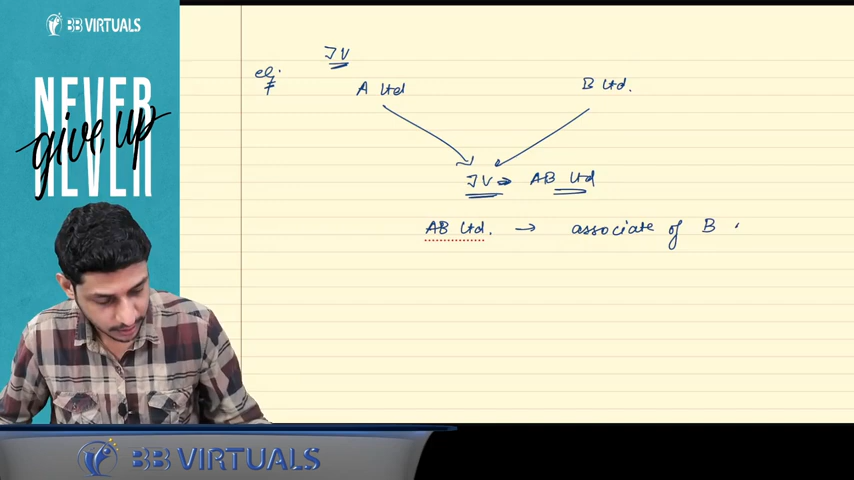 BB VIRTUALS
NEVER
give up
NEVER
JV
eg:
A Ltd
B Ltd.
JV → AB Ltd
AB Ltd. → associate of B
BB VIRTUALS